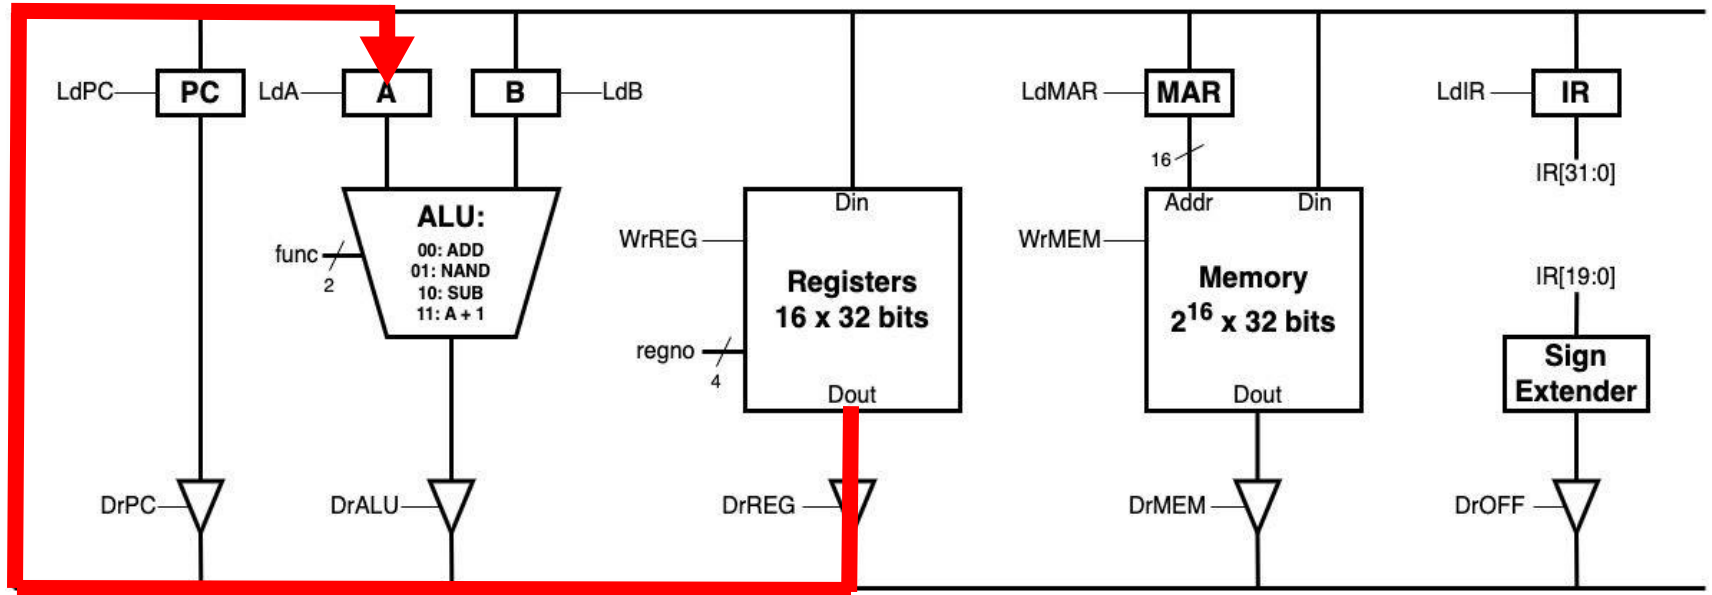 LdPC
PC
LdA
A
B
LdB
LdMAR
MAR
LdIR
IR
16
IR[31:0]
ALU:
00: ADD
01: NAND
10: SUB
11: A + 1
func
2
Din
WrREG
Registers
16 x 32 bits
regno
4
Dout
Addr Din
WrMEM
Memory
2^16 x 32 bits
Dout
IR[19:0]
Sign
Extender
DrPC
DrALU
DrREG
DrMEM
DrOFF